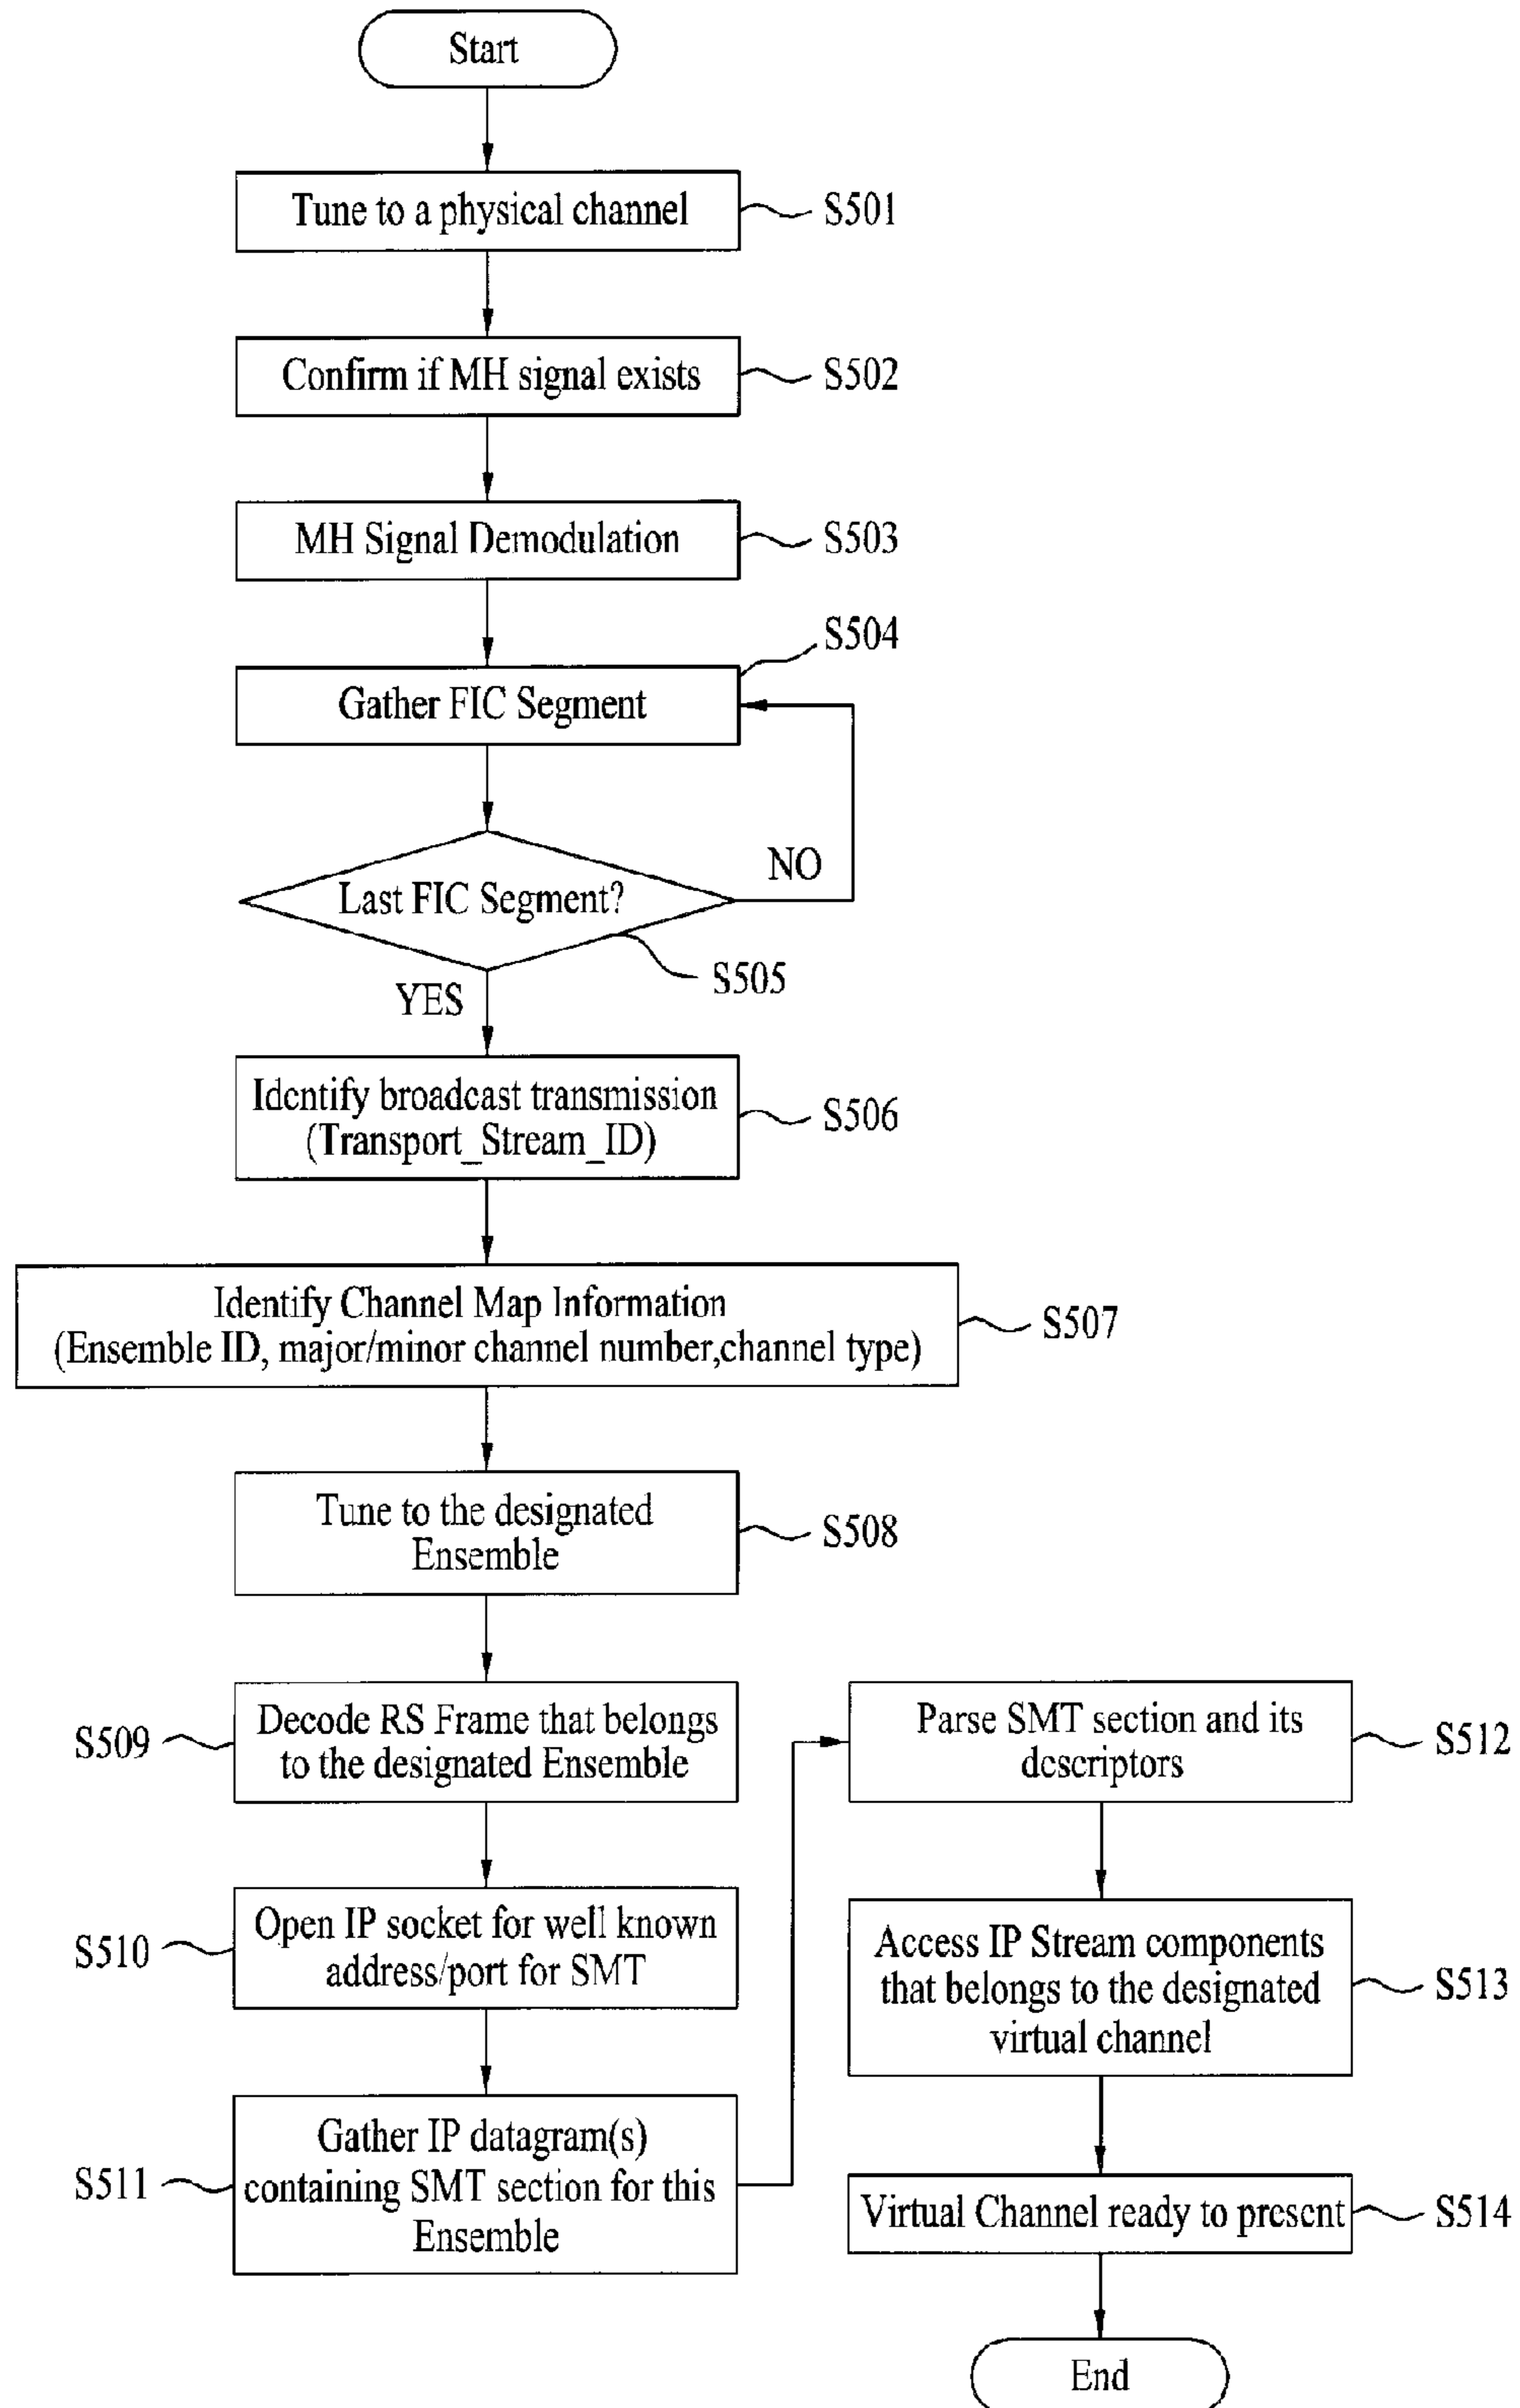 Start
Tune to a physical channel
S501
Confirm if MH signal exists
S502
MH Signal Demodulation
S503
S504
Gather FIC Segment
NO
Last FIC Segment?
S505
YES
Identify broadcast transmission
(Transport_Stream_ID)
S506
Identify Channel Map Information
(Ensemble ID, major/minor channel number,channel type)
S507
Tune to the designated
Ensemble
S508
S509
Decode RS Frame that belongs
to the designated Ensemble
S510
Open IP socket for well known
address/port for SMT
S511
Gather IP datagram(s)
containing SMT section for this
Ensemble
Parse SMT section and its
descriptors
S512
Access IP Stream components
that belongs to the designated
virtual channel
S513
Virtual Channel ready to present
S514
End